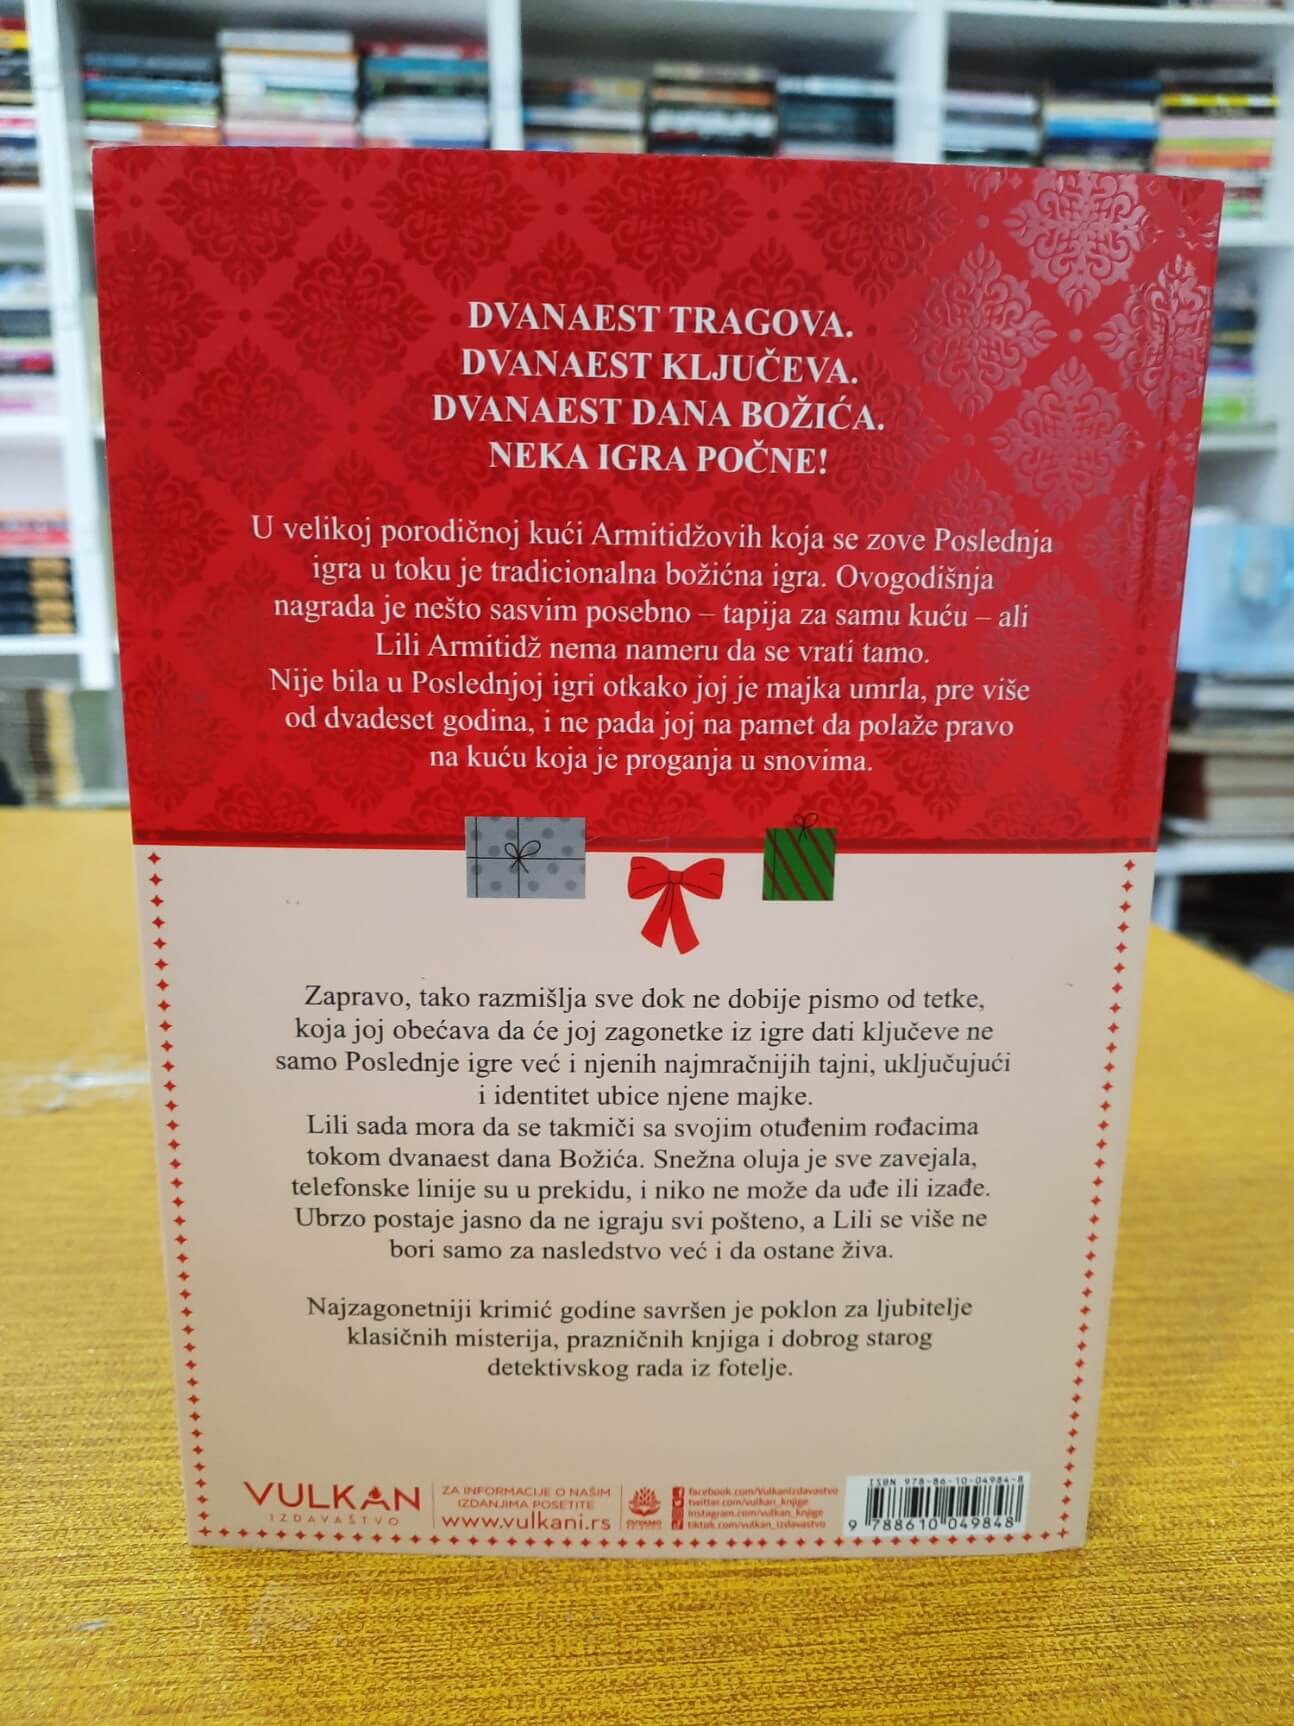 DVANAEST TRAGOVA.
DVANAEST KLJUČEVA.
DVANAEST DANA BOŽIĆA.
NEKA IGRA POČNE!
U velikoj porodičnoj kući Armitidžovih koja se zove Poslednja
igra u toku je tradicionalna božićna igra. Ovogodišnja
nagrada je nešto sasvim posebno – tapija za samu kuću – ali
Lili Armitidž nema nameru da se vrati tamo.
Nije bila u Poslednjoj igri otkako joj je majka umrla, pre više
od dvadeset godina, i ne pada joj na pamet da polaže pravo
na kuću koja je proganja u snovima.
Zapravo, tako razmišlja sve dok ne dobije pismo od tetke,
koja joj obećava da će joj zagonetke iz igre dati ključeve ne
samo Poslednje igre već i njenih najmračnijih tajni, uključujući
i identitet ubice njene majke.
Lili sada mora da se takmiči sa svojim otuđenim rođacima
tokom dvanaest dana Božića. Snežna oluja je sve zavejala,
telefonske linije su u prekidu, i niko ne može da uđe ili izađe.
Ubrzo postaje jasno da ne igraju svi pošteno, a Lili se više ne
bori samo za nasledstvo već i da ostane živa.
Najzagonetniji krimić godine savršen je poklon za ljubitelje
klasičnih misterija, prazničnih knjiga i dobrog starog
detektivskog rada iz fotelje.
VULKAN
IZDAVAŠTVO
ZA INFORMACIJE O NAŠIM
IZDANJIMA POSETITE
www.vulkani.rs
facebook.com/VulkanIzdavastvo
twitter.com/vulkan_knjige
instagram.com/vulkan_knjige
tiktok.com/vulkan_izdavastvo
ISBN 978-86-10-04984-8
9 788610 049848